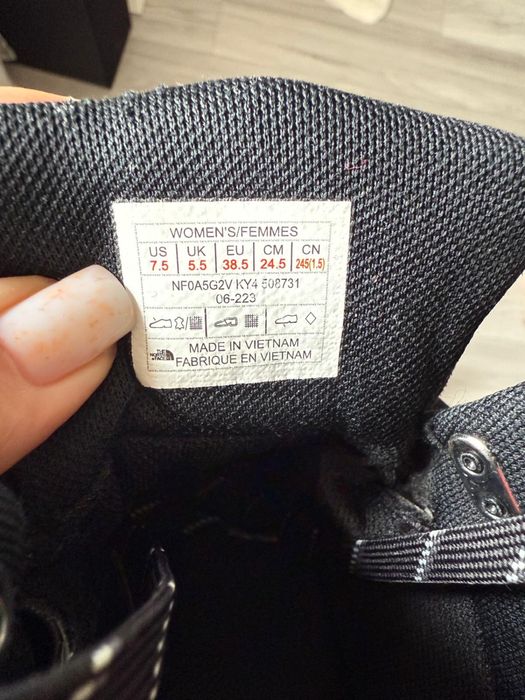 WOMEN'S/FEMMES
US UK EU CM CN
7.5 5.5 38.5 24.5 245(1.5)
NF0A5G2V KY4 508731
06-223
MADE IN VIETNAM
FABRIQUE EN VIETNAM